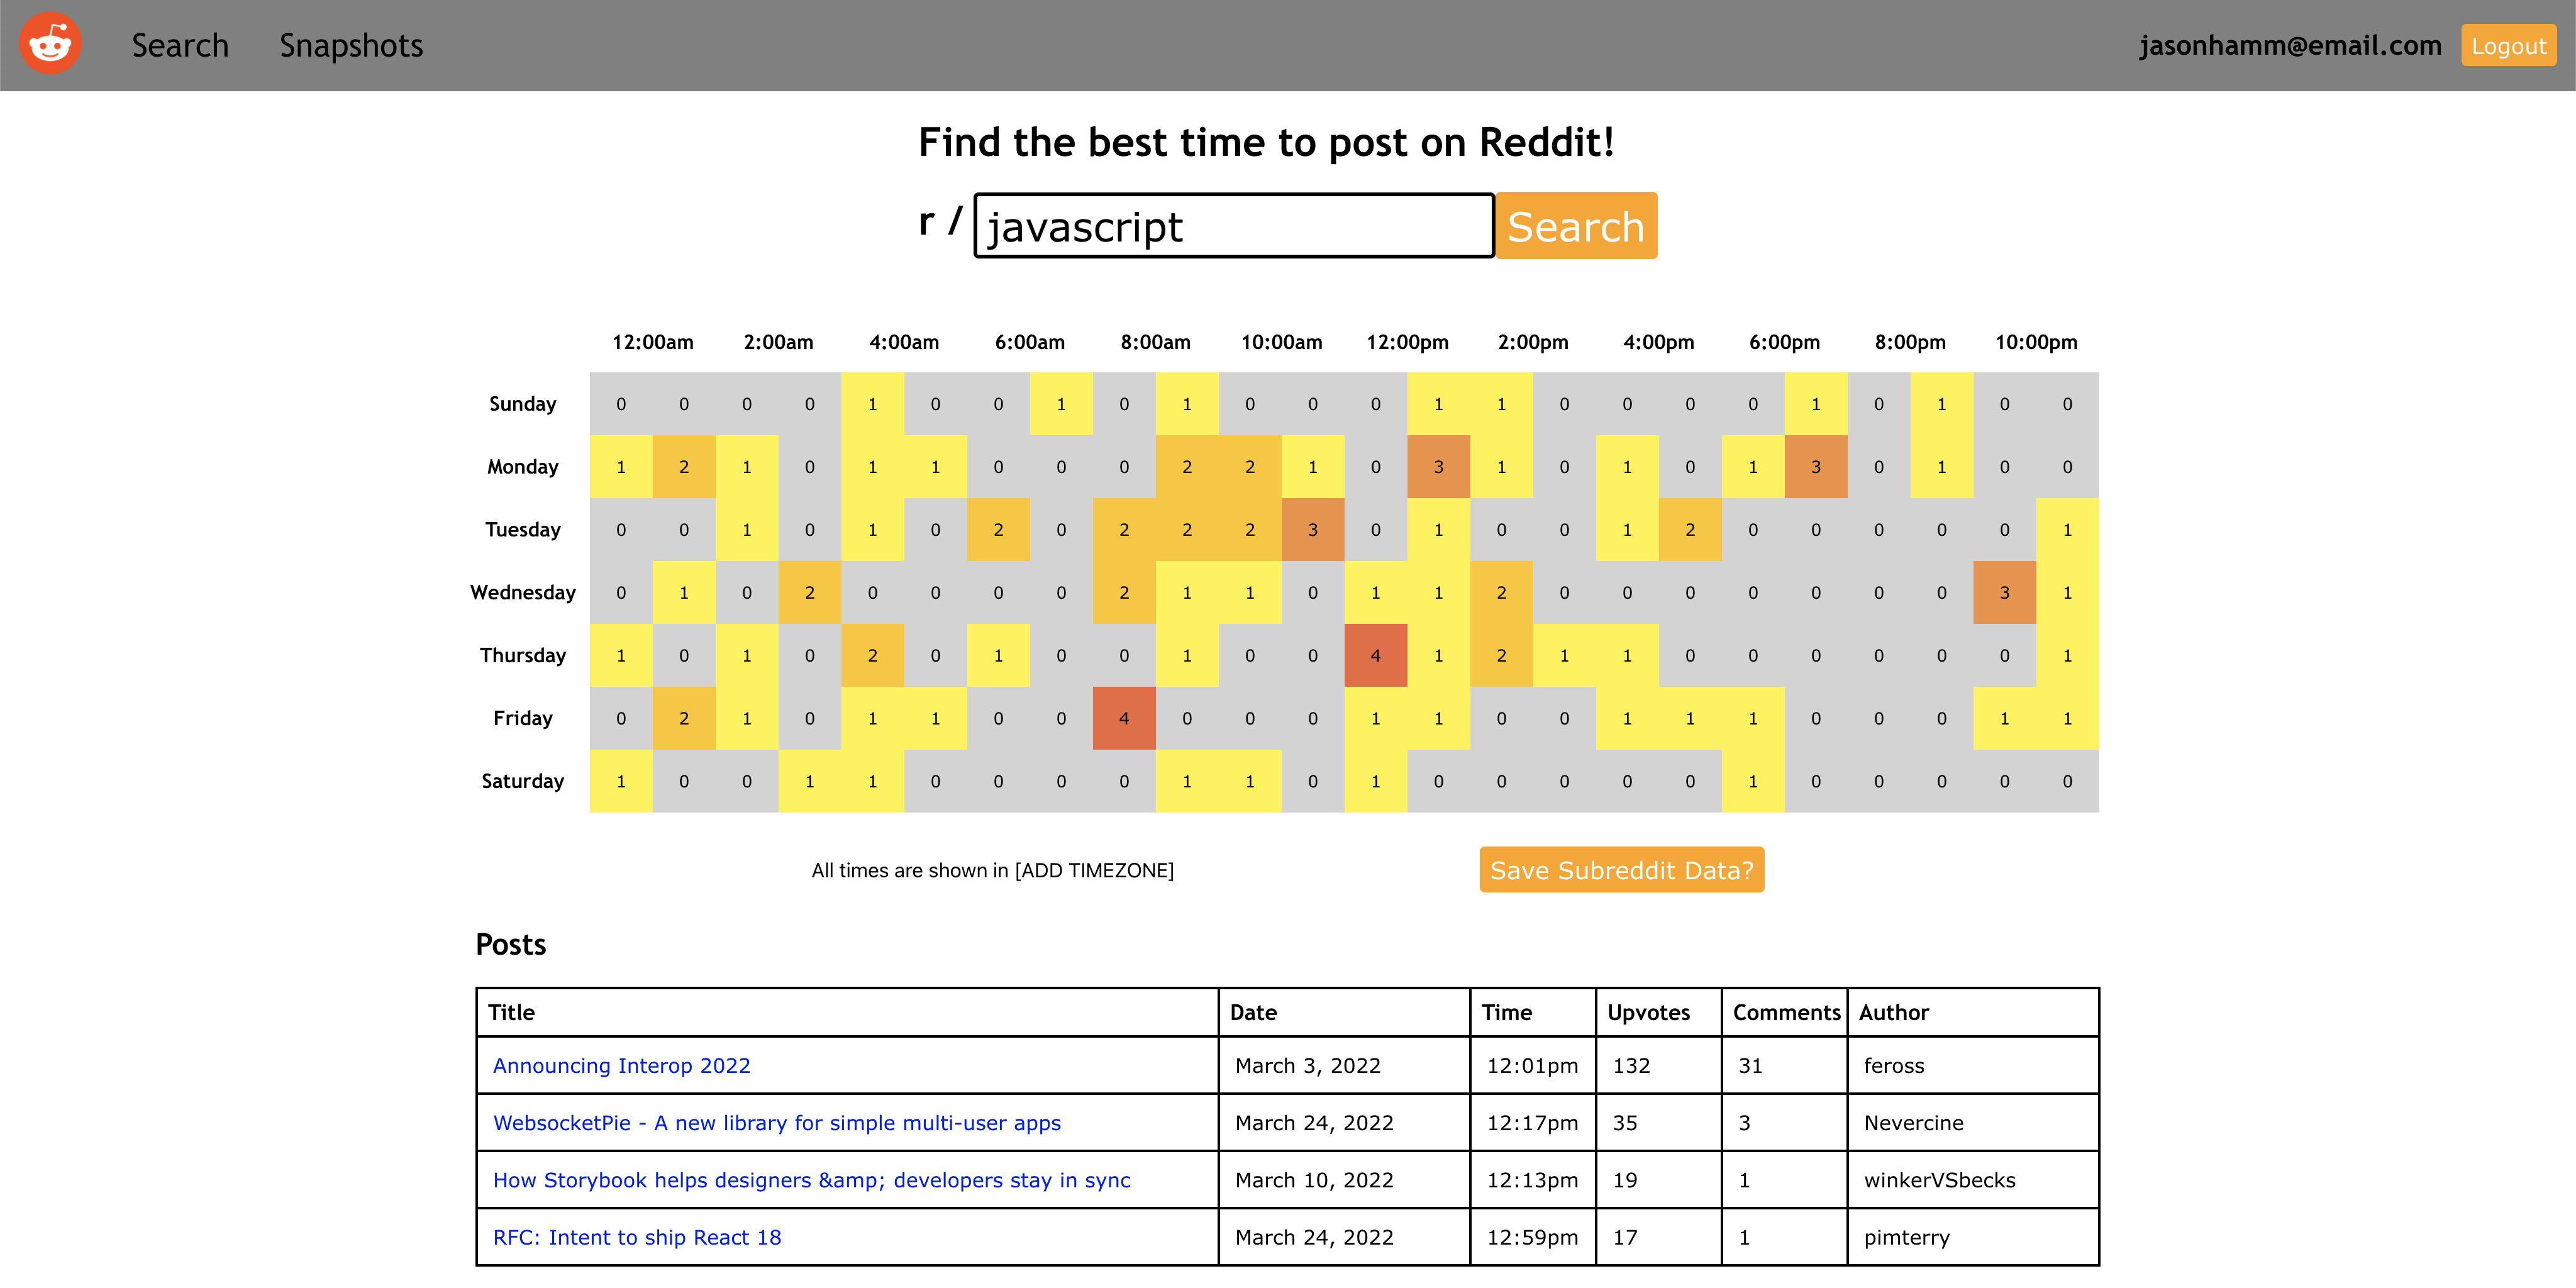 Search Snapshots jasonhamm@email.com Logout
Find the best time to post on Reddit!
r / javascript Search
12:00am 2:00am 4:00am 6:00am 8:00am 10:00am 12:00pm 2:00pm 4:00pm 6:00pm 8:00pm 10:00pm
Sunday 0 0 0 0 1 0 0 1 0 1 0 0 0 1 1 0 0 0 0 1 0 1 0 0
Monday 1 2 1 0 1 1 0 0 0 2 2 1 0 3 1 0 1 0 1 3 0 1 0 0
Tuesday 0 0 1 0 1 0 2 0 2 2 2 3 0 1 0 0 1 2 0 0 0 0 0 1
Wednesday 0 1 0 2 0 0 0 0 2 1 1 0 1 1 2 0 0 0 0 0 0 0 3 1
Thursday 1 0 1 0 2 0 1 0 0 1 0 0 4 1 2 1 1 0 0 0 0 0 0 1
Friday 0 2 1 0 1 1 0 0 4 0 0 0 1 1 0 0 1 1 1 0 0 0 1 1
Saturday 1 0 0 1 1 0 0 0 0 1 1 0 1 0 0 0 0 0 1 0 0 0 0 0
All times are shown in [ADD TIMEZONE] Save Subreddit Data?
Posts
Title Date Time Upvotes Comments Author
Announcing Interop 2022 March 3, 2022 12:01pm 132 31 feross
WebsocketPie - A new library for simple multi-user apps March 24, 2022 12:17pm 35 3 Nevercine
How Storybook helps designers &amp; developers stay in sync March 10, 2022 12:13pm 19 1 winkerVSbecks
RFC: Intent to ship React 18 March 24, 2022 12:59pm 17 1 pimterry